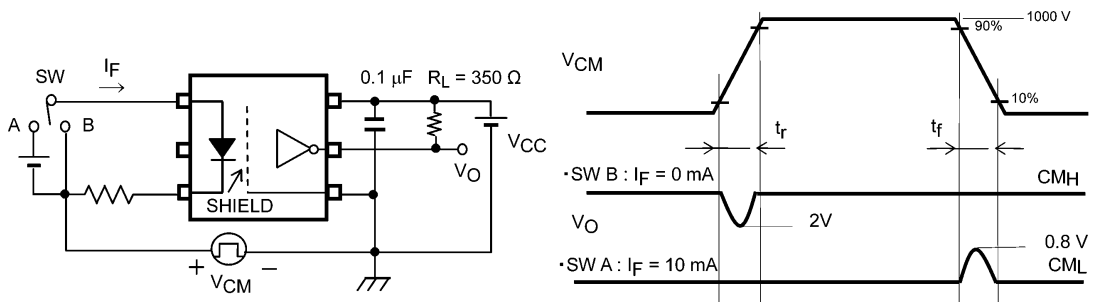 SW
I_F
A
B
0.1 µF
R_L = 350 Ω
V_CC
V_O
SHIELD
+
V_CM
−
V_CM
1000 V
90%
10%
t_r
t_f
·SW B : I_F = 0 mA
CM_H
V_O
2V
0.8 V
·SW A : I_F = 10 mA
CM_L